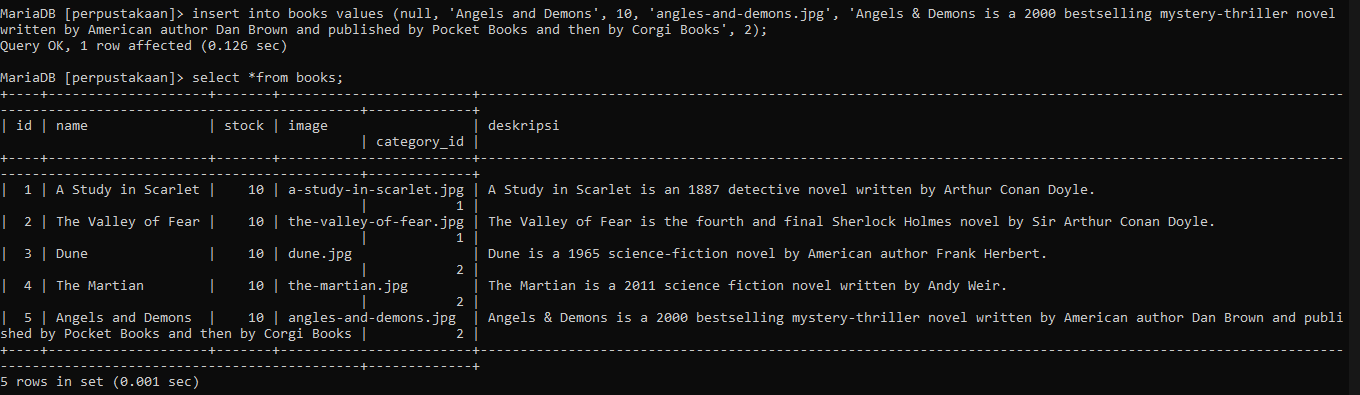 MariaDB [perpustakaan]> insert into books values (null, 'Angels and Demons', 10, 'angles-and-demons.jpg', 'Angels & Demons is a 2000 bestselling mystery-thriller novel
written by American author Dan Brown and published by Pocket Books and then by Corgi Books', 2);
Query OK, 1 row affected (0.126 sec)
MariaDB [perpustakaan]> select *from books;
+----+--------------------+-------+------------------------+------------------------------------------------------------------------------------------------------------
---------------------------------------------+-------------+
| id | name               | stock | image                  | deskripsi
                                             | category_id |
+----+--------------------+-------+------------------------+------------------------------------------------------------------------------------------------------------
---------------------------------------------+-------------+
|  1 | A Study in Scarlet |    10 | a-study-in-scarlet.jpg | A Study in Scarlet is an 1887 detective novel written by Arthur Conan Doyle.
                                             |           1 |
|  2 | The Valley of Fear |    10 | the-valley-of-fear.jpg | The Valley of Fear is the fourth and final Sherlock Holmes novel by Sir Arthur Conan Doyle.
                                             |           1 |
|  3 | Dune               |    10 | dune.jpg               | Dune is a 1965 science-fiction novel by American author Frank Herbert.
                                             |           2 |
|  4 | The Martian        |    10 | the-martian.jpg        | The Martian is a 2011 science fiction novel written by Andy Weir.
                                             |           2 |
|  5 | Angels and Demons  |    10 | angles-and-demons.jpg  | Angels & Demons is a 2000 bestselling mystery-thriller novel written by American author Dan Brown and publi
shed by Pocket Books and then by Corgi Books |           2 |
+----+--------------------+-------+------------------------+------------------------------------------------------------------------------------------------------------
---------------------------------------------+-------------+
5 rows in set (0.001 sec)